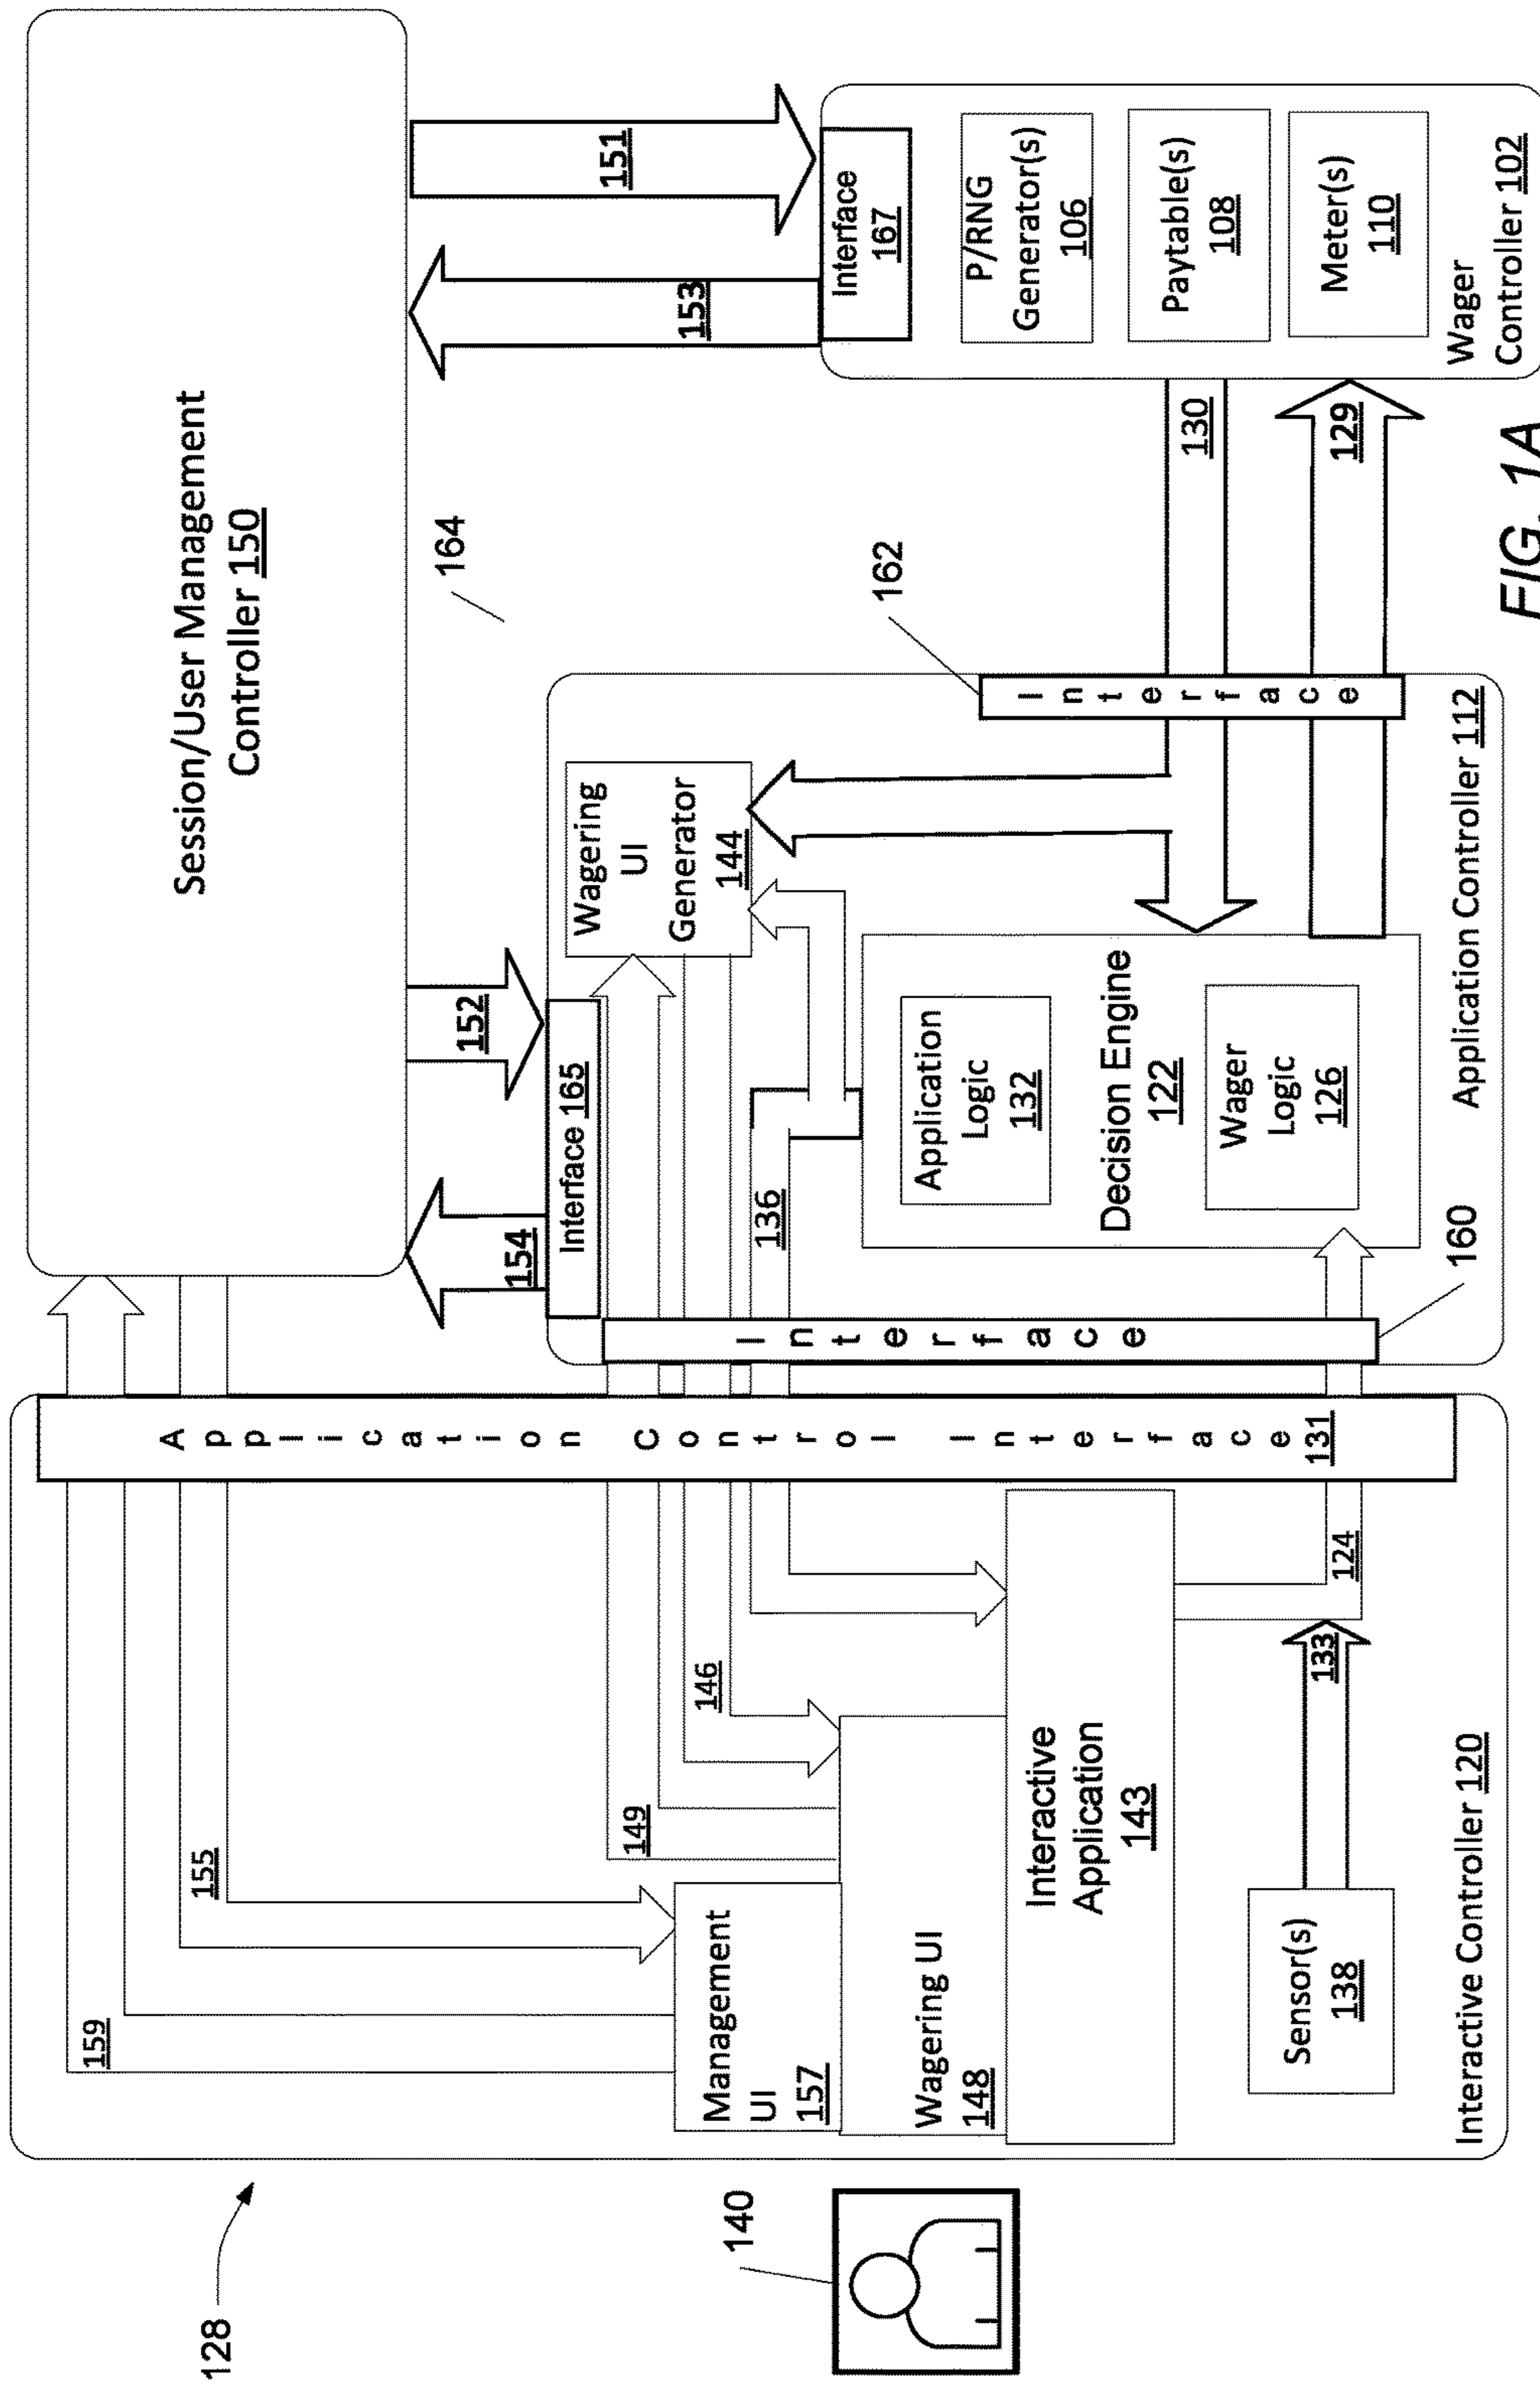 128
140
Interactive Controller 120
159
155
149
146
Management
UI
157
Wagering UI
148
Interactive
Application
143
Sensor(s)
138
133
124
Application Control Interface 131
Session/User Management
Controller 150
154
152
164
153
151
Interface 165
Interface
160
136
Wagering
UI
Generator
144
Application
Logic
132
Decision Engine
122
Wager
Logic
126
Application Controller 112
Interface
162
130
129
Interface
167
P/RNG
Generator(s)
106
Paytable(s)
108
Meter(s)
110
Wager
Controller 102
FIG. 1A